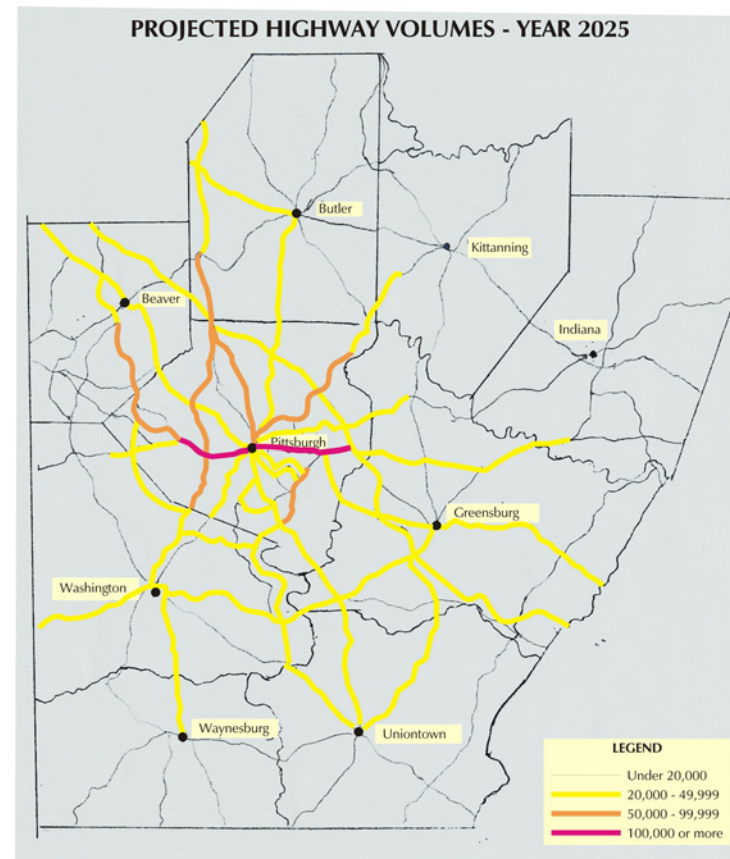 PROJECTED HIGHWAY VOLUMES - YEAR 2025
Butler
Kittanning
Beaver
Indiana
Pittsburgh
Greensburg
Washington
Waynesburg
Uniontown
LEGEND
Under 20,000
20,000 - 49,999
50,000 - 99,999
100,000 or more